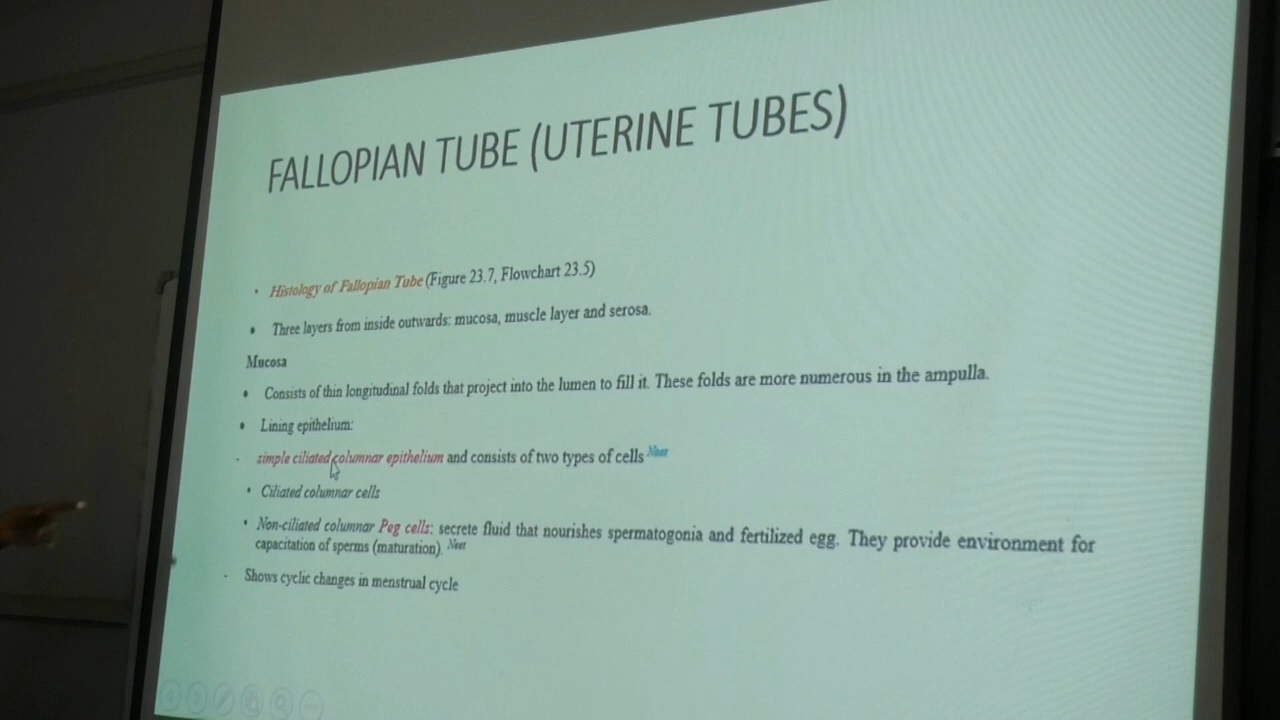 FALLOPIAN TUBE (UTERINE TUBES)
• Histology of Fallopian Tube (Figure 23.7, Flowchart 23.5)
• Three layers from inside outwards: mucosa, muscle layer and serosa.
Mucosa
• Consists of thin longitudinal folds that project into the lumen to fill it. These folds are more numerous in the ampulla.
• Lining epithelium:
- simple ciliated columnar epithelium and consists of two types of cells Neet
• Ciliated columnar cells
• Non-ciliated columnar Peg cells: secrete fluid that nourishes spermatogonia and fertilized egg. They provide environment for
capacitation of sperms (maturation). Neet
- Shows cyclic changes in menstrual cycle